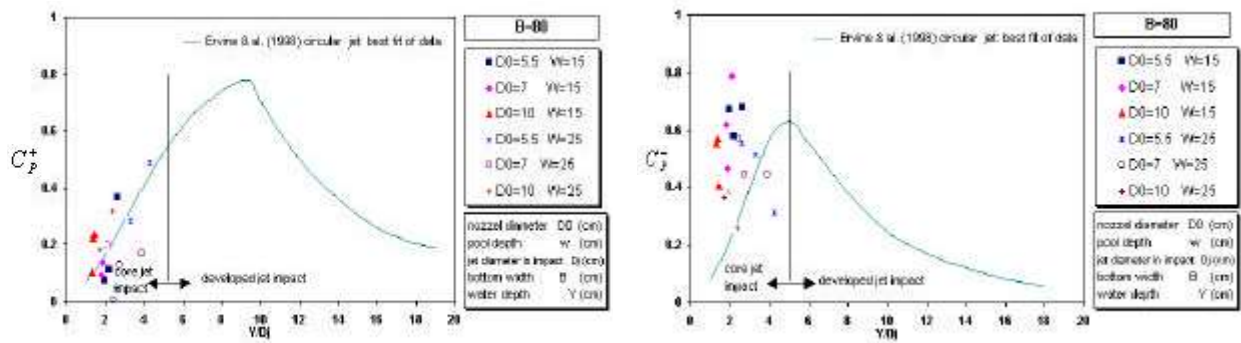 B=80
Ervine & al. (1998) circular jet: best fit of data
D0=5.5 W=15
D0=7 W=15
D0=10 W=15
D0=5.5 W=25
D0=7 W=25
D0=10 W=25
nozzel diameter D0 (cm)
pool depth w (cm)
jet diameter in impact Dj (cm)
bottom width B (cm)
water depth Y (cm)
1
0.8
0.6
0.4
0.2
0
C_P^+
core jet
impact
developed jet impact
0 2 4 6 8 10 12 14 16 18 20
Y/Dj
B=80
Ervine & al. (1998) circular jet: best fit of data
D0=5.5 W=15
D0=7 W=15
D0=10 W=15
D0=5.5 W=25
D0=7 W=25
D0=10 W=25
nozzel diameter D0 (cm)
pool depth w (cm)
jet diameter in impact Dj (cm)
bottom width B (cm)
water depth Y (cm)
1
0.8
0.6
0.4
0.2
0
C_P^-
core jet
impact
developed jet impact
0 2 4 6 8 10 12 14 16 18 20
Y/Dj